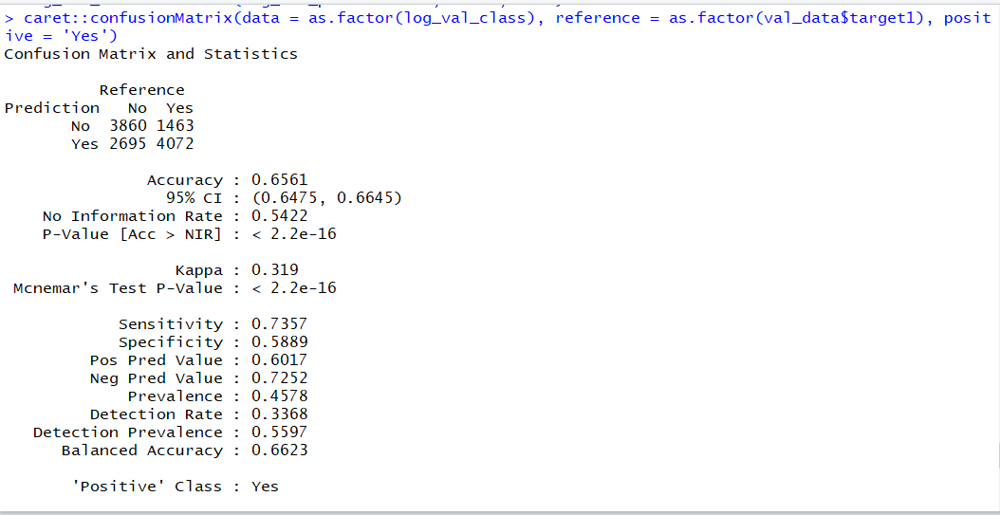 > caret::confusionMatrix(data = as.factor(log_val_class), reference = as.factor(val_data$target1), posit
ive = 'Yes')
Confusion Matrix and Statistics

          Reference
Prediction   No  Yes
       No  3860 1463
       Yes 2695 4072

               Accuracy : 0.6561
                 95% CI : (0.6475, 0.6645)
    No Information Rate : 0.5422
    P-Value [Acc > NIR] : < 2.2e-16

                  Kappa : 0.319
 Mcnemar's Test P-Value : < 2.2e-16

            Sensitivity : 0.7357
            Specificity : 0.5889
         Pos Pred Value : 0.6017
         Neg Pred Value : 0.7252
             Prevalence : 0.4578
         Detection Rate : 0.3368
   Detection Prevalence : 0.5597
      Balanced Accuracy : 0.6623

       'Positive' Class : Yes